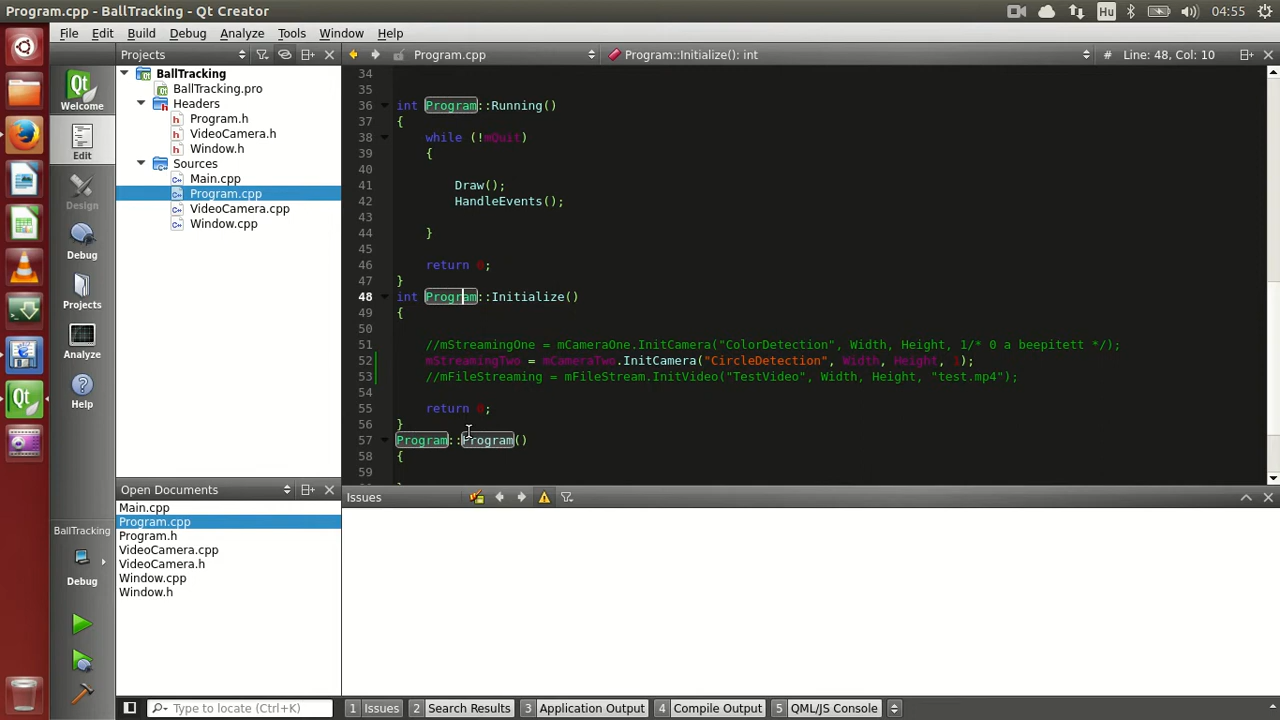 Program.cpp - BallTracking - Qt Creator
Hu
04:55
File Edit Build Debug Analyze Tools Window Help
Projects
Program.cpp
Program::Initialize(): int
# Line: 48, Col: 10
Qt
Welcome
Edit
Design
Debug
Projects
Analyze
Help
BallTracking
Debug
BallTracking
BallTracking.pro
Headers
Program.h
VideoCamera.h
Window.h
Sources
Main.cpp
Program.cpp
VideoCamera.cpp
Window.cpp
Open Documents
Main.cpp
Program.cpp
Program.h
VideoCamera.cpp
VideoCamera.h
Window.cpp
Window.h
34
35
36 int Program::Running()
37 {
38 while (!mQuit)
39 {
40
41 Draw();
42 HandleEvents();
43
44 }
45
46 return 0;
47 }
48 int Program::Initialize()
49 {
50
51 //mStreamingOne = mCameraOne.InitCamera("ColorDetection", Width, Height, 1/* 0 a beepitett */);
52 mStreamingTwo = mCameraTwo.InitCamera("CircleDetection", Width, Height, 1);
53 //mFileStreaming = mFileStream.InitVideo("TestVideo", Width, Height, "test.mp4");
54
55 return 0;
56 }
57 Program::Program()
58 {
59
Issues
Type to locate (Ctrl+K)
1 Issues
2 Search Results
3 Application Output
4 Compile Output
5 QML/JS Console